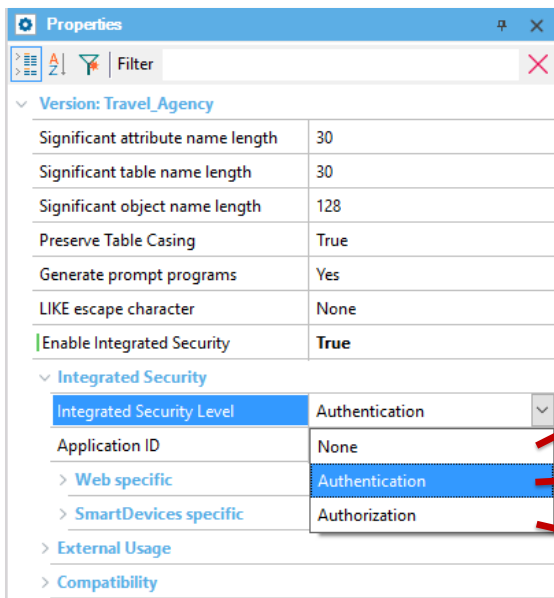 Properties
Filter
Version: Travel_Agency
Significant attribute name length 30
Significant table name length 30
Significant object name length 128
Preserve Table Casing True
Generate prompt programs Yes
LIKE escape character None
Enable Integrated Security True
Integrated Security
Integrated Security Level Authentication
Application ID
None
Web specific
Authentication
SmartDevices specific
Authorization
External Usage
Compatibility